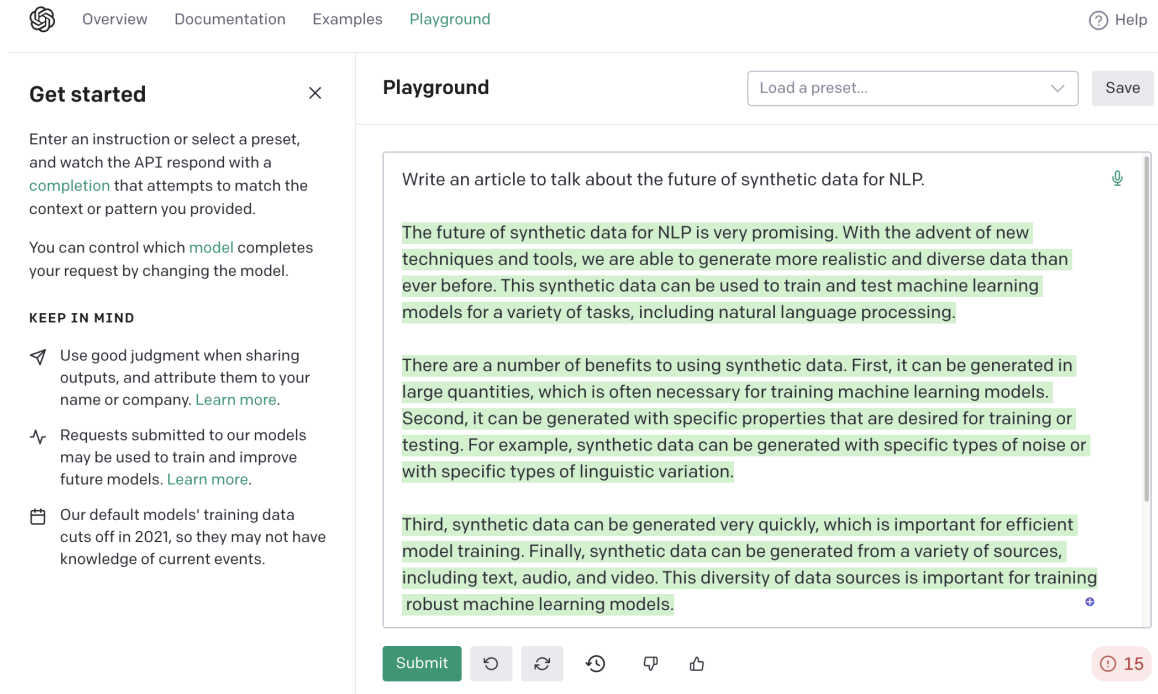 Overview Documentation Examples Playground Help
Get started
Enter an instruction or select a preset,
and watch the API respond with a
completion that attempts to match the
context or pattern you provided.
You can control which model completes
your request by changing the model.
KEEP IN MIND
Use good judgment when sharing
outputs, and attribute them to your
name or company. Learn more.
Requests submitted to our models
may be used to train and improve
future models. Learn more.
Our default models' training data
cuts off in 2021, so they may not have
knowledge of current events.
Playground
Load a preset...
Save
Write an article to talk about the future of synthetic data for NLP.
The future of synthetic data for NLP is very promising. With the advent of new
techniques and tools, we are able to generate more realistic and diverse data than
ever before. This synthetic data can be used to train and test machine learning
models for a variety of tasks, including natural language processing.
There are a number of benefits to using synthetic data. First, it can be generated in
large quantities, which is often necessary for training machine learning models.
Second, it can be generated with specific properties that are desired for training or
testing. For example, synthetic data can be generated with specific types of noise or
with specific types of linguistic variation.
Third, synthetic data can be generated very quickly, which is important for efficient
model training. Finally, synthetic data can be generated from a variety of sources,
including text, audio, and video. This diversity of data sources is important for training
robust machine learning models.
Submit
15